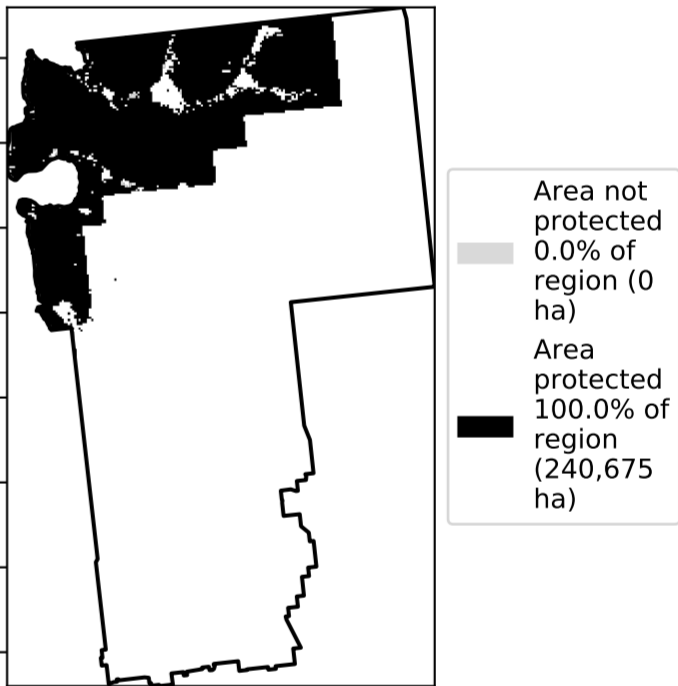 Area not
protected
0.0% of
region (0
ha)
Area
protected
100.0% of
region
(240,675
ha)